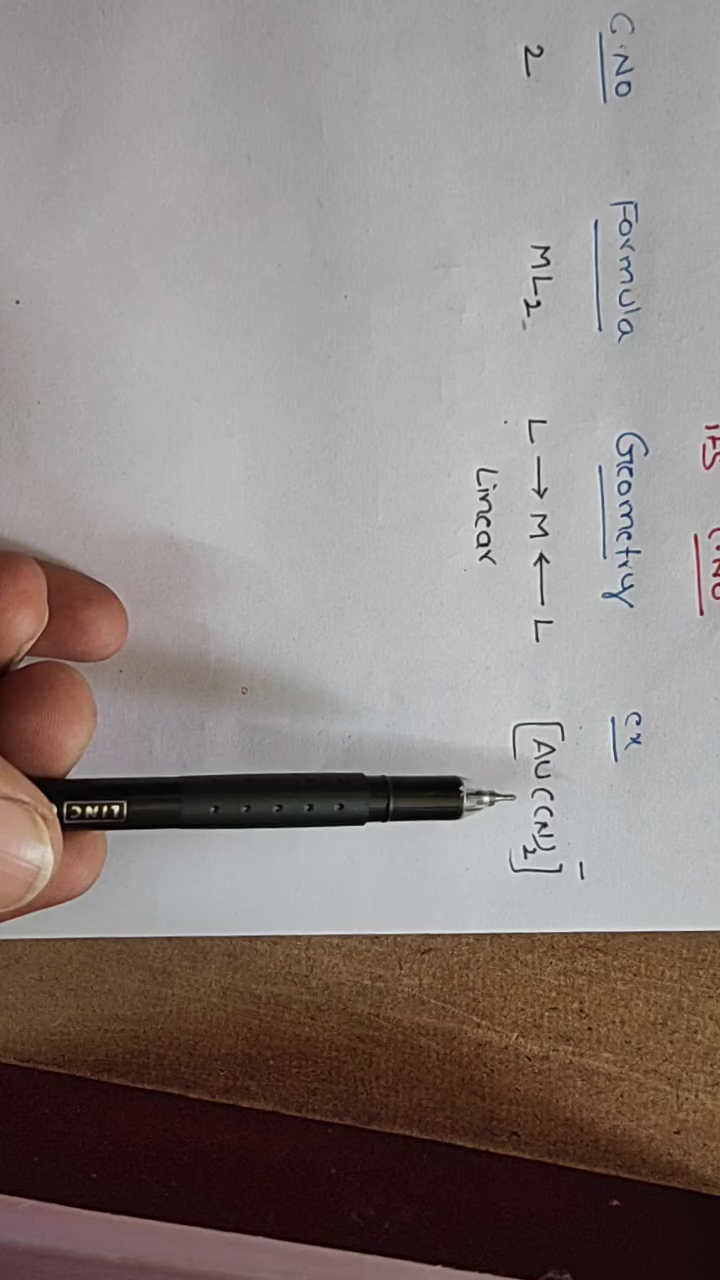 C.NO Formula Geometry ex
2 ML2 L → M ← L [AU(CN)2]⁻
Linear
LINC